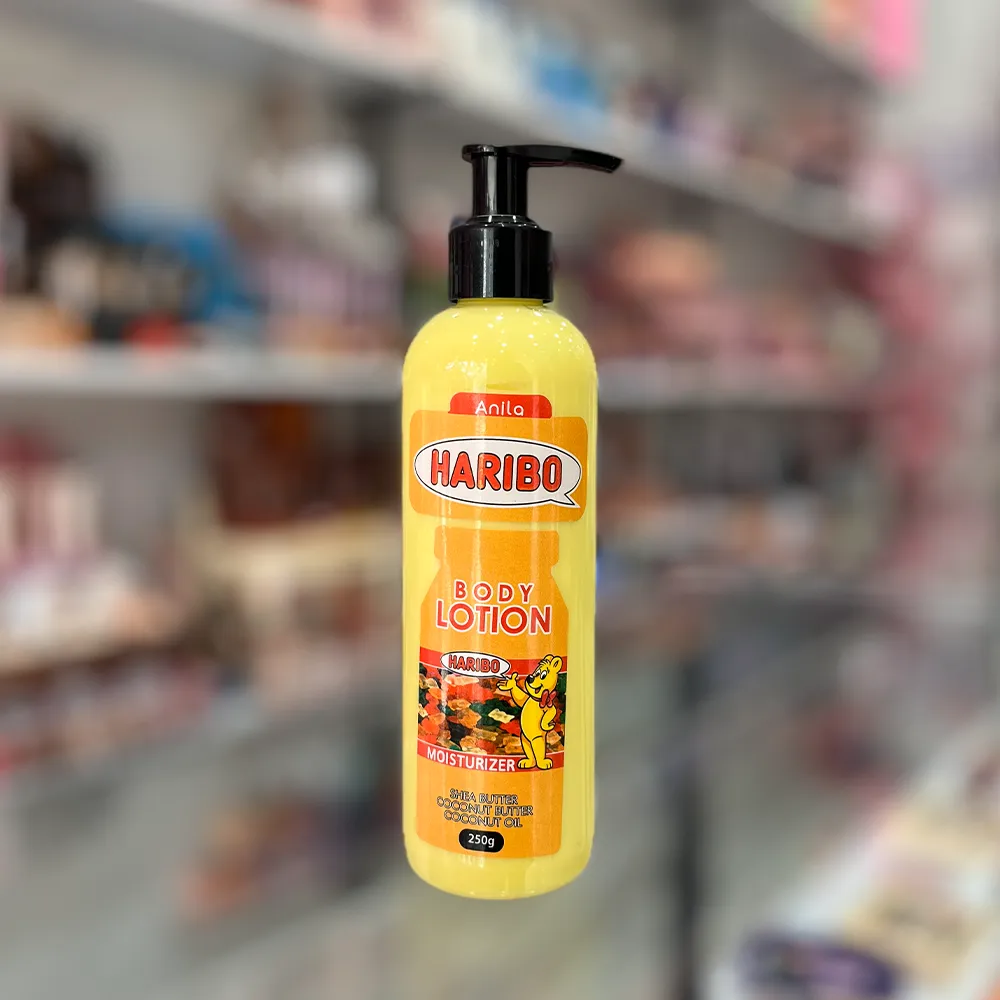 Anila
HARIBO
BODY
LOTION
HARIBO
MOISTURIZER
SHEA BUTTER
COCONUT BUTTER
COCONUT OIL
250g